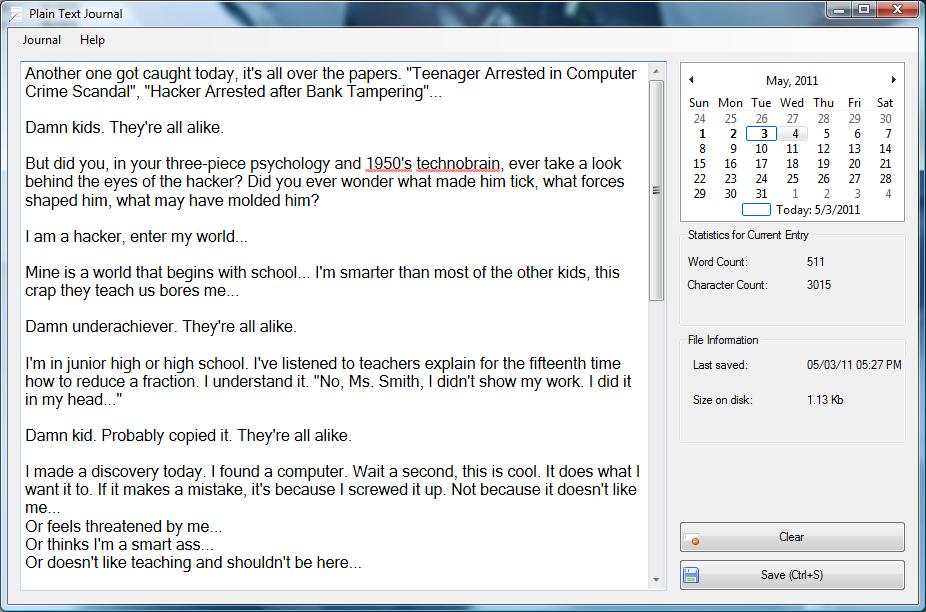 Plain Text Journal
Journal Help
Another one got caught today, it's all over the papers. "Teenager Arrested in Computer
Crime Scandal", "Hacker Arrested after Bank Tampering"...
Damn kids. They're all alike.
But did you, in your three-piece psychology and 1950's technobrain, ever take a look
behind the eyes of the hacker? Did you ever wonder what made him tick, what forces
shaped him, what may have molded him?
I am a hacker, enter my world...
Mine is a world that begins with school... I'm smarter than most of the other kids, this
crap they teach us bores me...
Damn underachiever. They're all alike.
I'm in junior high or high school. I've listened to teachers explain for the fifteenth time
how to reduce a fraction. I understand it. "No, Ms. Smith, I didn't show my work. I did it
in my head..."
Damn kid. Probably copied it. They're all alike.
I made a discovery today. I found a computer. Wait a second, this is cool. It does what I
want it to. If it makes a mistake, it's because I screwed it up. Not because it doesn't like
me...
Or feels threatened by me...
Or thinks I'm a smart ass...
Or doesn't like teaching and shouldn't be here...
May, 2011
Sun Mon Tue Wed Thu Fri Sat
24 25 26 27 28 29 30
1 2 3 4 5 6 7
8 9 10 11 12 13 14
15 16 17 18 19 20 21
22 23 24 25 26 27 28
29 30 31 1 2 3 4
Today: 5/3/2011
Statistics for Current Entry
Word Count: 511
Character Count: 3015
File Information
Last saved: 05/03/11 05:27 PM
Size on disk: 1.13 Kb
Clear
Save (Ctrl+S)